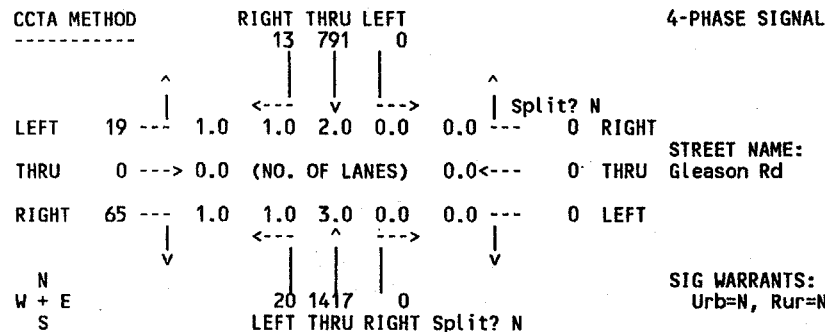 CCTA METHOD RIGHT THRU LEFT 4-PHASE SIGNAL
----------- 13 791 0
^ ^
<--- v ---> Split? N
LEFT 19 --- 1.0 1.0 2.0 0.0 0.0 --- 0 RIGHT
STREET NAME:
THRU 0 ---> 0.0 (NO. OF LANES) 0.0<--- 0 THRU Gleason Rd
RIGHT 65 --- 1.0 1.0 3.0 0.0 0.0 --- 0 LEFT
<--- ^ --->
v v
N SIG WARRANTS:
W + E 20 1417 0 Urb=N, Rur=N
S LEFT THRU RIGHT Split? N